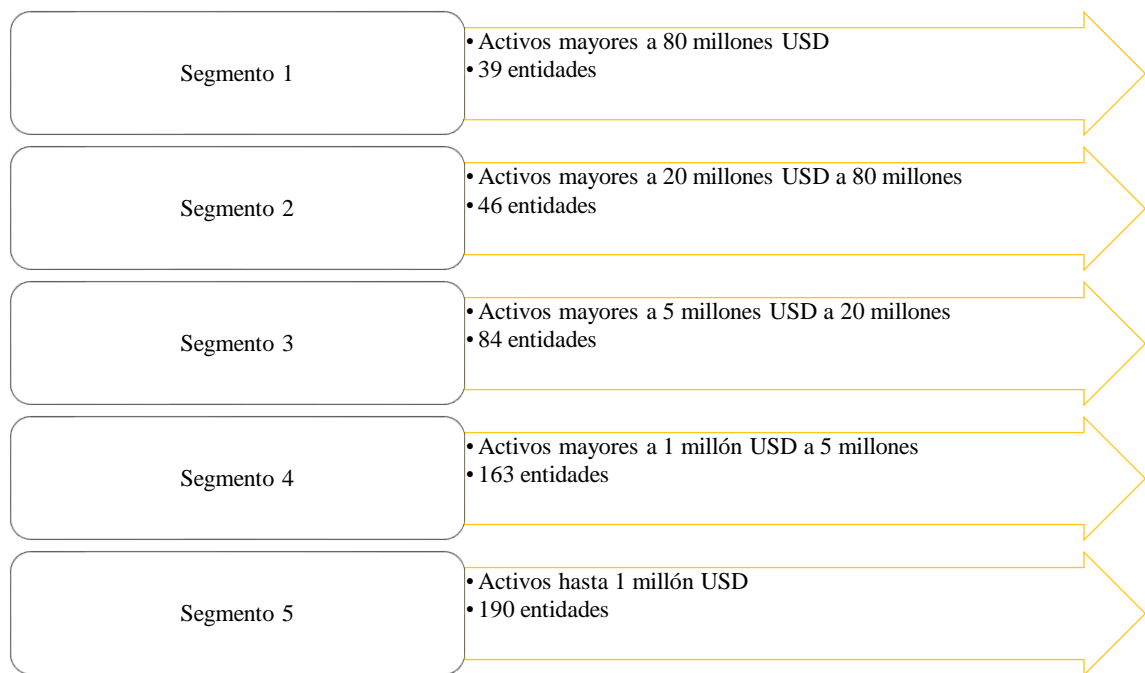 Segmento 1
• Activos mayores a 80 millones USD
• 39 entidades
Segmento 2
• Activos mayores a 20 millones USD a 80 millones
• 46 entidades
Segmento 3
• Activos mayores a 5 millones USD a 20 millones
• 84 entidades
Segmento 4
• Activos mayores a 1 millón USD a 5 millones
• 163 entidades
Segmento 5
• Activos hasta 1 millón USD
• 190 entidades